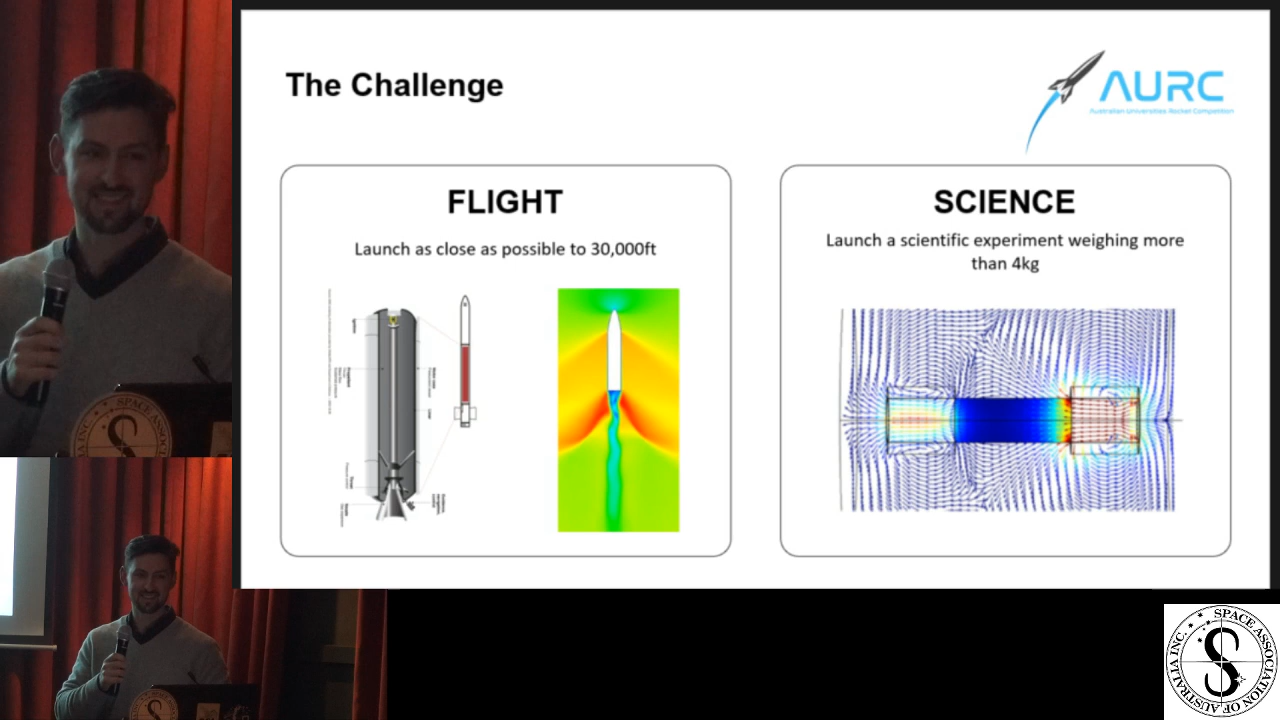 The Challenge
AURC
Australian Universities Rocket Competition
FLIGHT
Launch as close as possible to 30,000ft
SCIENCE
Launch a scientific experiment weighing more
than 4kg
SPACE ASSOCIATION OF AUSTRALIA INC.